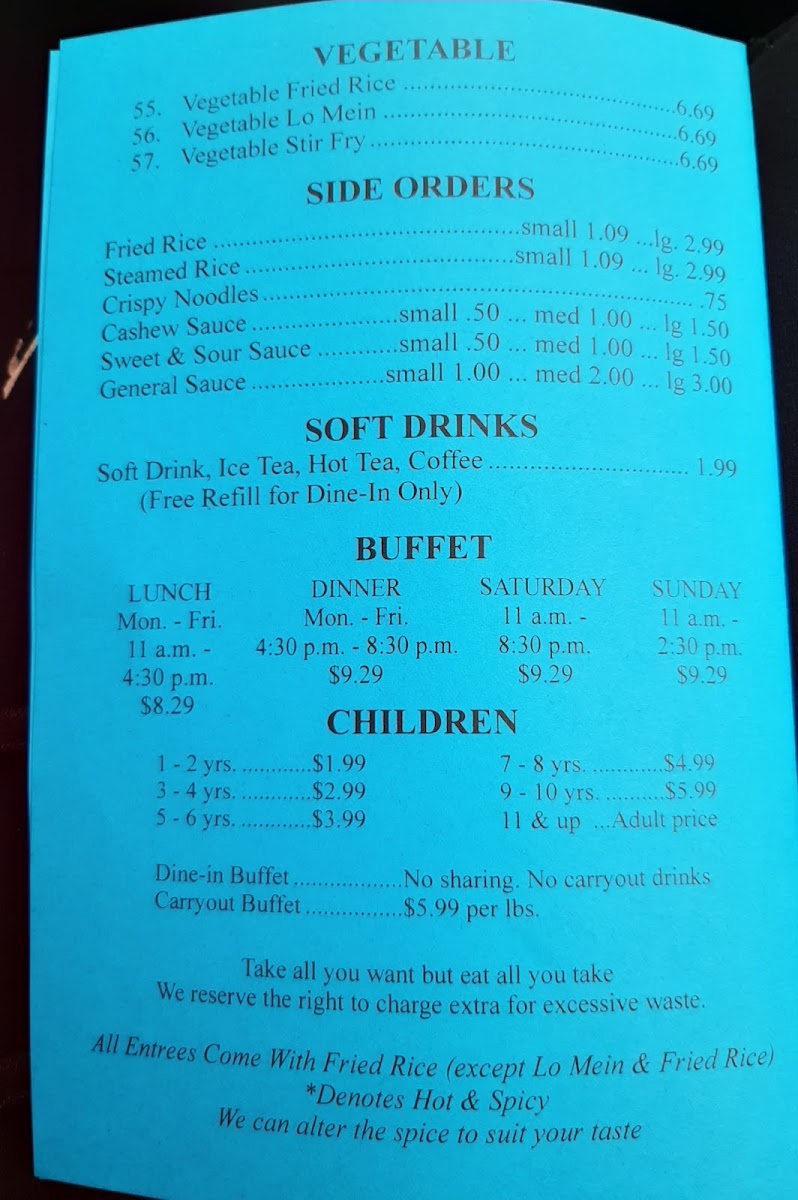 VEGETABLE
55. Vegetable Fried Rice ........................................6.69
56. Vegetable Lo Mein ...........................................6.69
57. Vegetable Stir Fry.............................................6.69
SIDE ORDERS
Fried Rice .............................................small 1.09 ...lg. 2.99
Steamed Rice ........................................small 1.09 ... lg. 2.99
Crispy Noodles................................................................ .75
Cashew Sauce .....................small .50 ... med 1.00 ... lg 1.50
Sweet & Sour Sauce ............small .50 ... med 1.00 ... lg 1.50
General Sauce ...................small 1.00 ... med 2.00 ... lg 3.00
SOFT DRINKS
Soft Drink, Ice Tea, Hot Tea, Coffee ............................. 1.99
(Free Refill for Dine-In Only)
BUFFET
LUNCH DINNER SATURDAY SUNDAY
Mon. - Fri. Mon. - Fri. 11 a.m. - 11 a.m. -
11 a.m. - 4:30 p.m. - 8:30 p.m. 8:30 p.m. 2:30 p.m.
4:30 p.m. $9.29 $9.29 $9.29
$8.29
CHILDREN
1 - 2 yrs. ...........$1.99 7 - 8 yrs. ...........$4.99
3 - 4 yrs. ...........$2.99 9 - 10 yrs. .........$5.99
5 - 6 yrs. ...........$3.99 11 & up ...Adult price
Dine-in Buffet .................No sharing. No carryout drinks
Carryout Buffet ...............$5.99 per lbs.
Take all you want but eat all you take
We reserve the right to charge extra for excessive waste.
All Entrees Come With Fried Rice (except Lo Mein & Fried Rice)
*Denotes Hot & Spicy
We can alter the spice to suit your taste